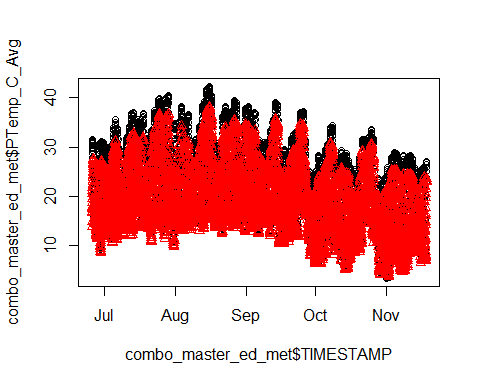 combo_master_ed_met$PTemp_C_Avg
40
30
20
10
Jul Aug Sep Oct Nov
combo_master_ed_met$TIMESTAMP